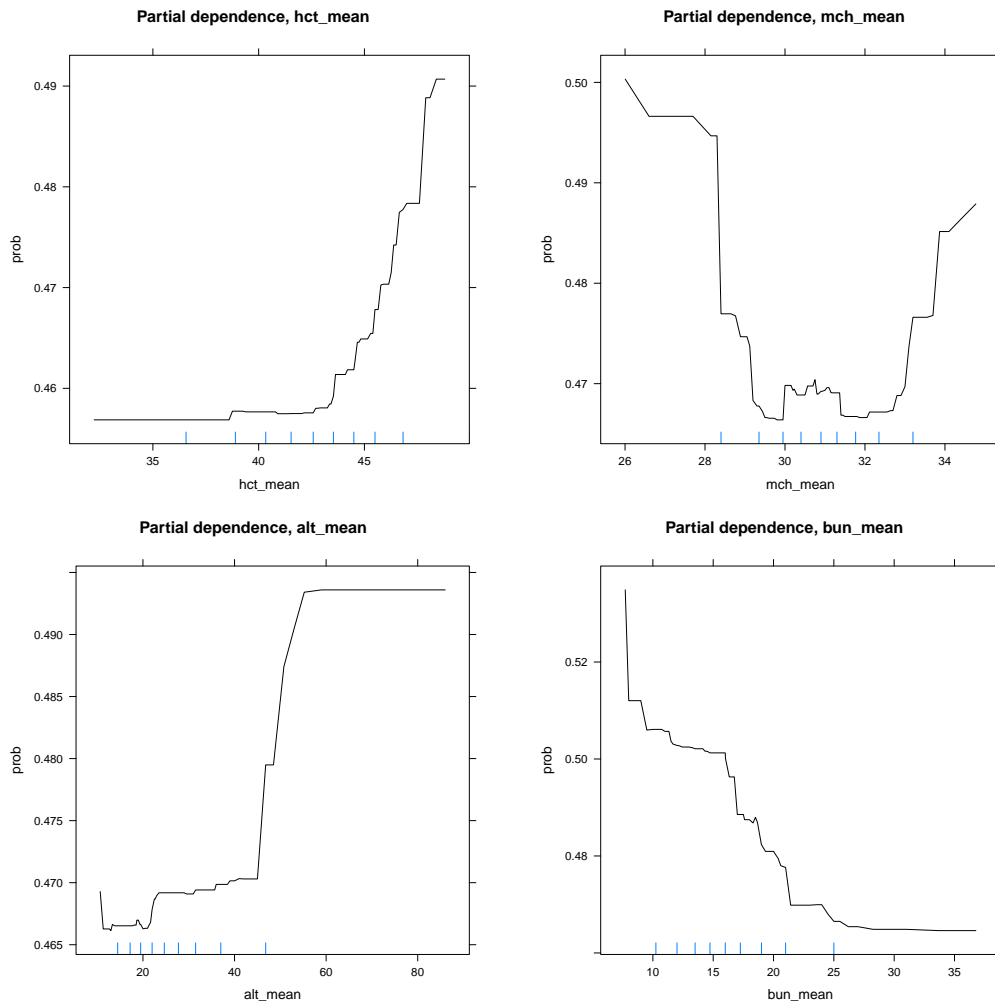 Partial dependence, hct_mean
0.49
0.48
0.47
0.46
prob
35 40 45
hct_mean
Partial dependence, mch_mean
0.50
0.49
0.48
0.47
prob
26 28 30 32 34
mch_mean
Partial dependence, alt_mean
0.490
0.485
0.480
0.475
0.470
0.465
prob
20 40 60 80
alt_mean
Partial dependence, bun_mean
0.52
0.50
0.48
prob
10 15 20 25 30 35
bun_mean